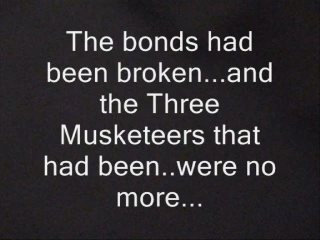 The bonds had
been broken...and
the Three
Musketeers that
had been..were no
more...